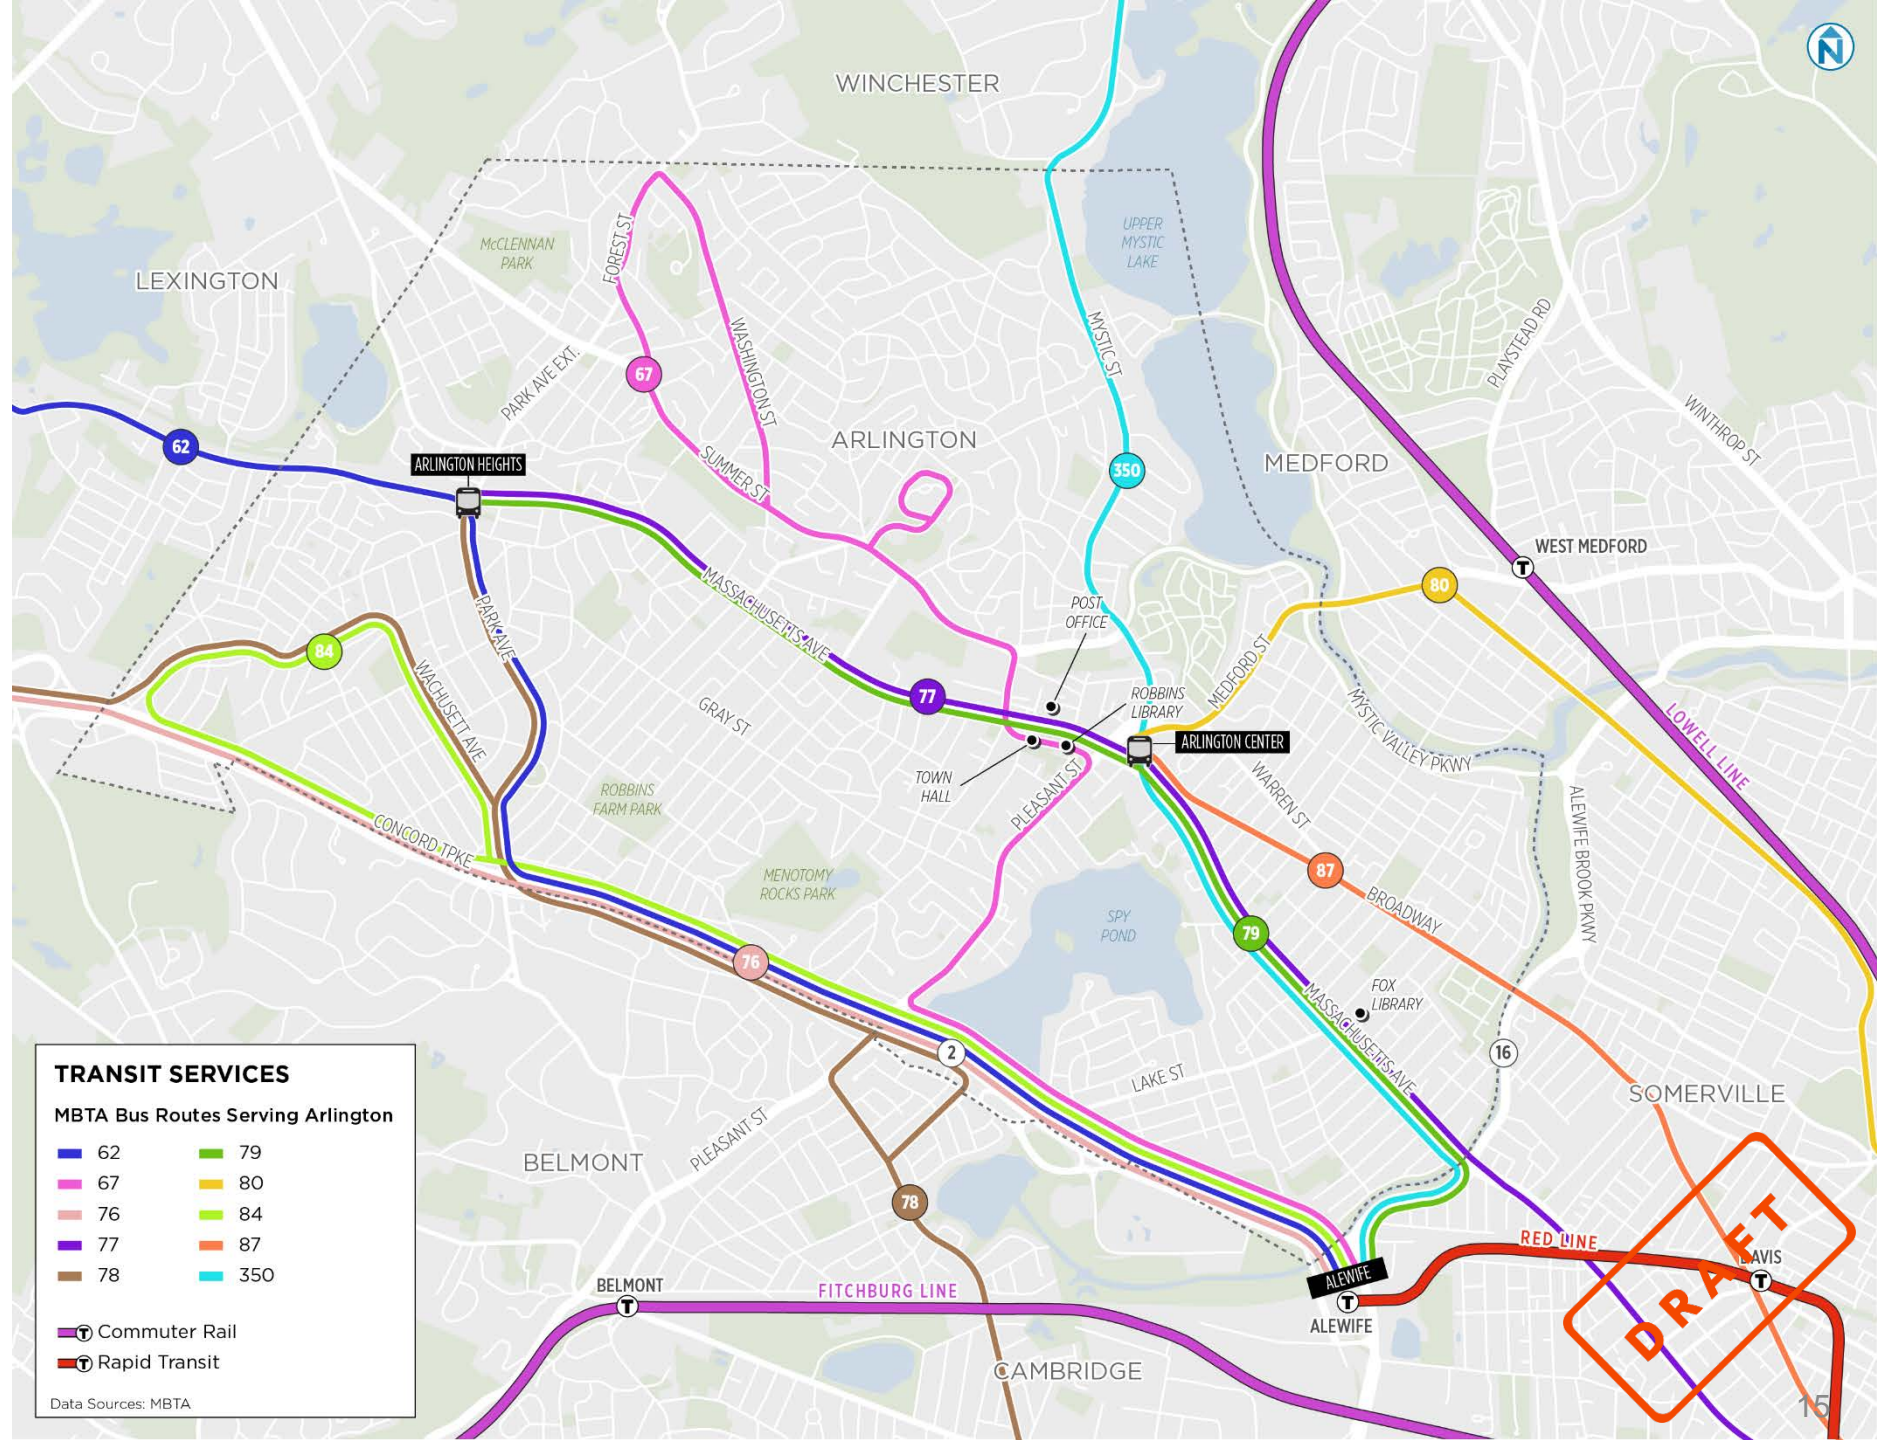 N
WINCHESTER
UPPER
MYSTIC
LAKE
McCLENNAN
PARK
FOREST ST
LEXINGTON
MYSTIC ST
PLAYSTEAD RD
WASHINGTON ST
PARK AVE EXT.
67
WINTHROP ST
62
ARLINGTON
ARLINGTON HEIGHTS
SUMMER ST
350
MEDFORD
WEST MEDFORD
T
80
MASSACHUSETTS AVE
POST
OFFICE
PARK AVE
84
WACHUSETT AVE
MEDFORD ST
77
GRAY ST
ROBBINS
LIBRARY
MYSTIC VALLEY PKWY
LOWELL LINE
ARLINGTON CENTER
TOWN
HALL
PLEASANT ST
WARREN ST
ROBBINS
FARM PARK
ALEWIFE BROOK PKWY
CONCORD TPKE
MENOTOMY
ROCKS PARK
87
BROADWAY
SPY
POND
79
76
FOX
LIBRARY
MASSACHUSETTS AVE
2
16
LAKE ST
SOMERVILLE
PLEASANT ST
BELMONT
78
RED LINE
DAVIS
T
ALEWIFE
T
ALEWIFE
BELMONT
T
FITCHBURG LINE
CAMBRIDGE
DRAFT
15
TRANSIT SERVICES
MBTA Bus Routes Serving Arlington
62 79
67 80
76 84
77 87
78 350
T Commuter Rail
T Rapid Transit
Data Sources: MBTA